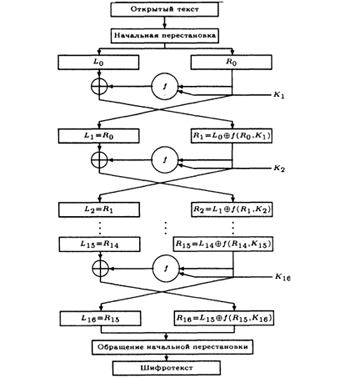 Открытый текст
Начальная перестановка
L0 R0
f
K1
L1=R0 R1=L0⊕f(R0,K1)
f
K2
L2=R1 R2=L1⊕f(R1,K2)
L15=R14 R15=L14⊕f(R14,K15)
f
K16
L16=R15 R16=L15⊕f(R15,K16)
Обращение начальной перестановки
Шифротекст